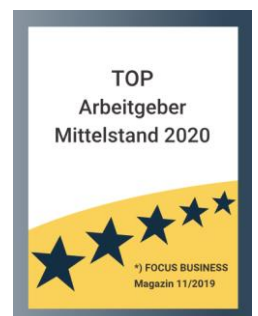 TOP
Arbeitgeber
Mittelstand 2020
*) FOCUS BUSINESS
Magazin 11/2019